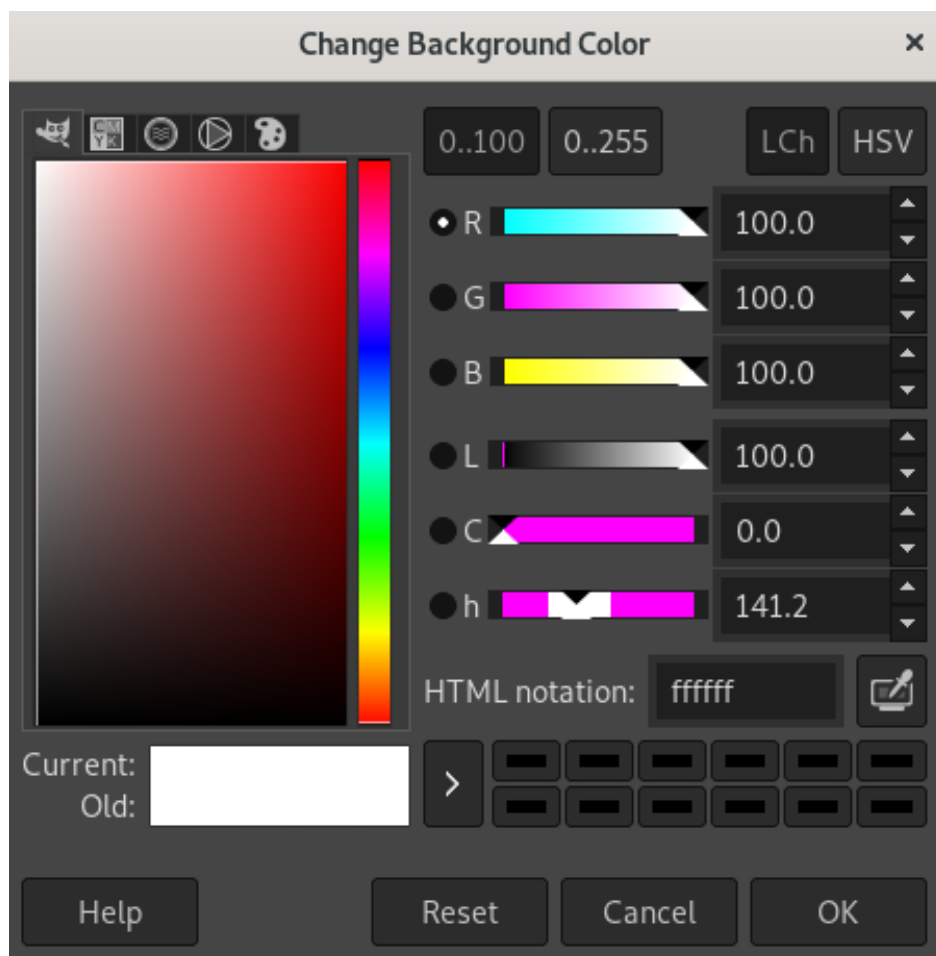 Change Background Color
C M Y K
0..100 0..255 LCh HSV
R 100.0
G 100.0
B 100.0
L 100.0
C 0.0
h 141.2
HTML notation: ffffff
Current:
Old:
>
Help Reset Cancel OK